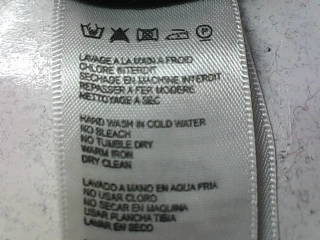 LAVAGE A LA MAIN A FROID
CHLORE INTERDIT
SECHAGE EN MACHINE INTERDIT
REPASSER A FER MODERE
NETTOYAGE A SEC
HAND WASH IN COLD WATER
NO BLEACH
NO TUMBLE DRY
WARM IRON
DRY CLEAN
LAVADO A MANO EN AGUA FRIA
NO USAR CLORO
NO SECAR EN MAQUINA
USAR PLANCHA TIBIA
LAVAR EN SECO